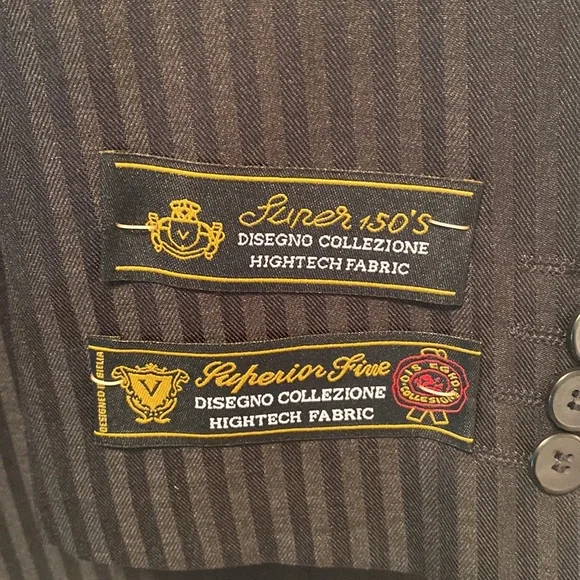 Super 150'S
DISEGNO COLLEZIONE
HIGHTECH FABRIC
V
Superior Fine
DISEGNO COLLEZIONE
HIGHTECH FABRIC
V